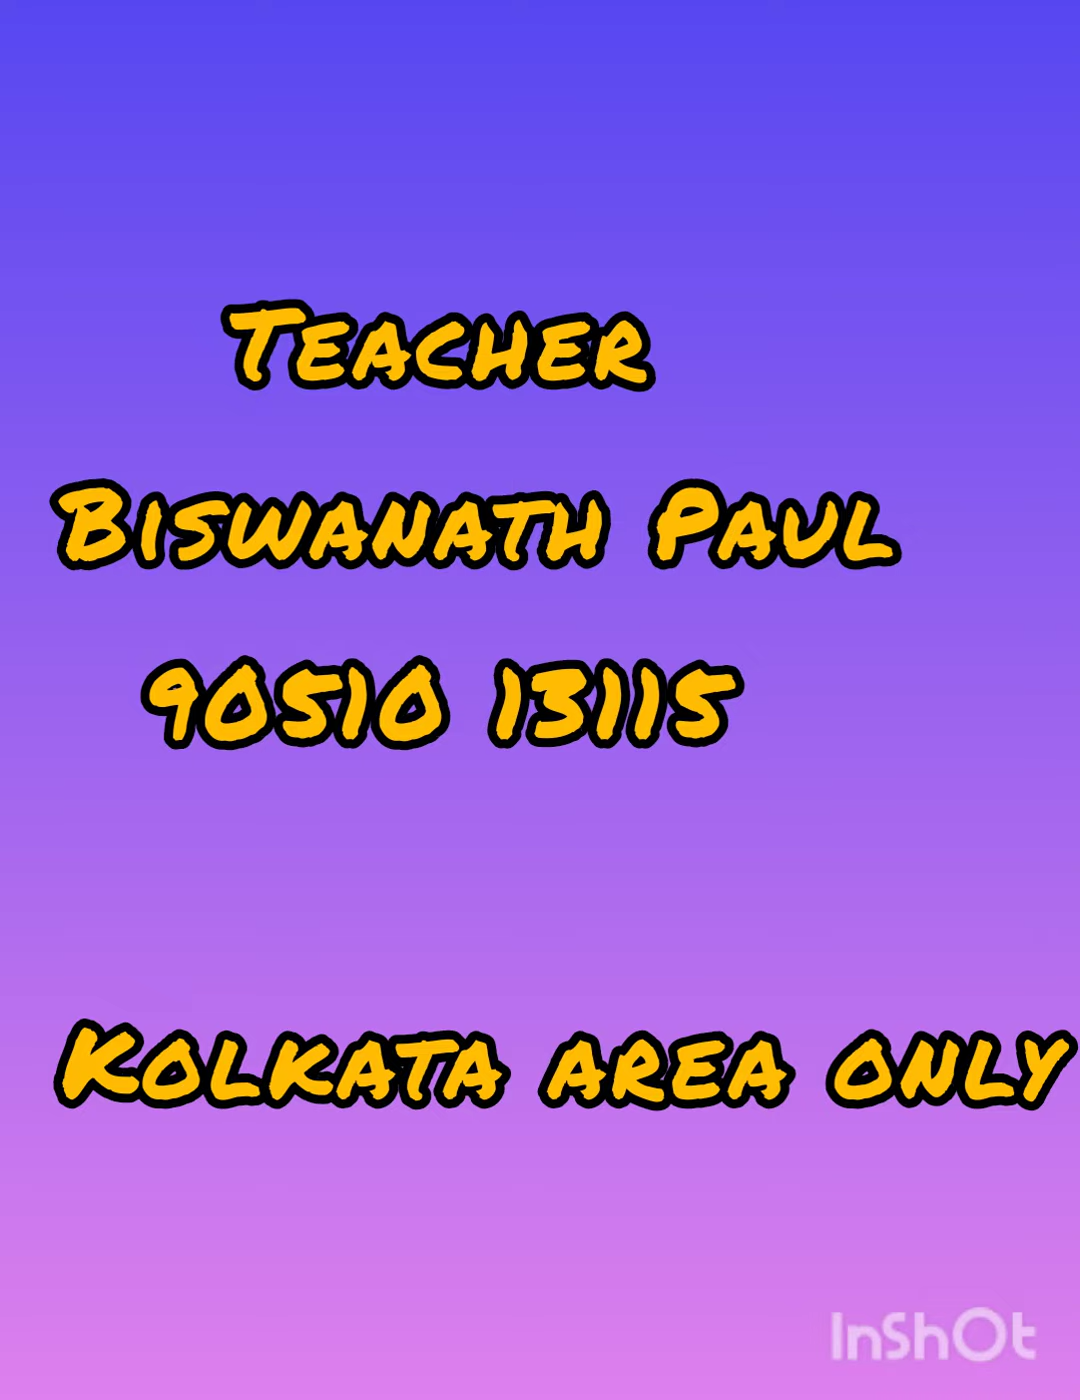 Teacher
Biswanath Paul
90510 13115
Kolkata area only
InShOt